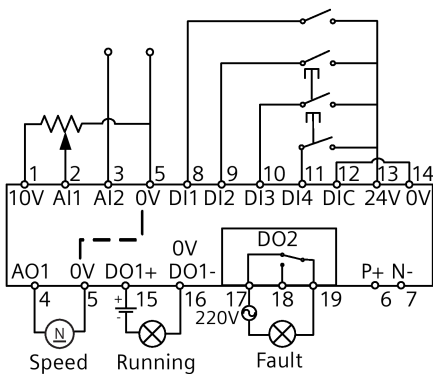 1 2 3 5 8 9 10 11 12 13 14
10V AI1 AI2 0V DI1 DI2 DI3 DI4 DIC 24V 0V
0V DO2
AO1 0V DO1+ DO1-
4 5 + - 15 16 17 18 19 P+ N-
6 7
N 220V
Speed Running Fault